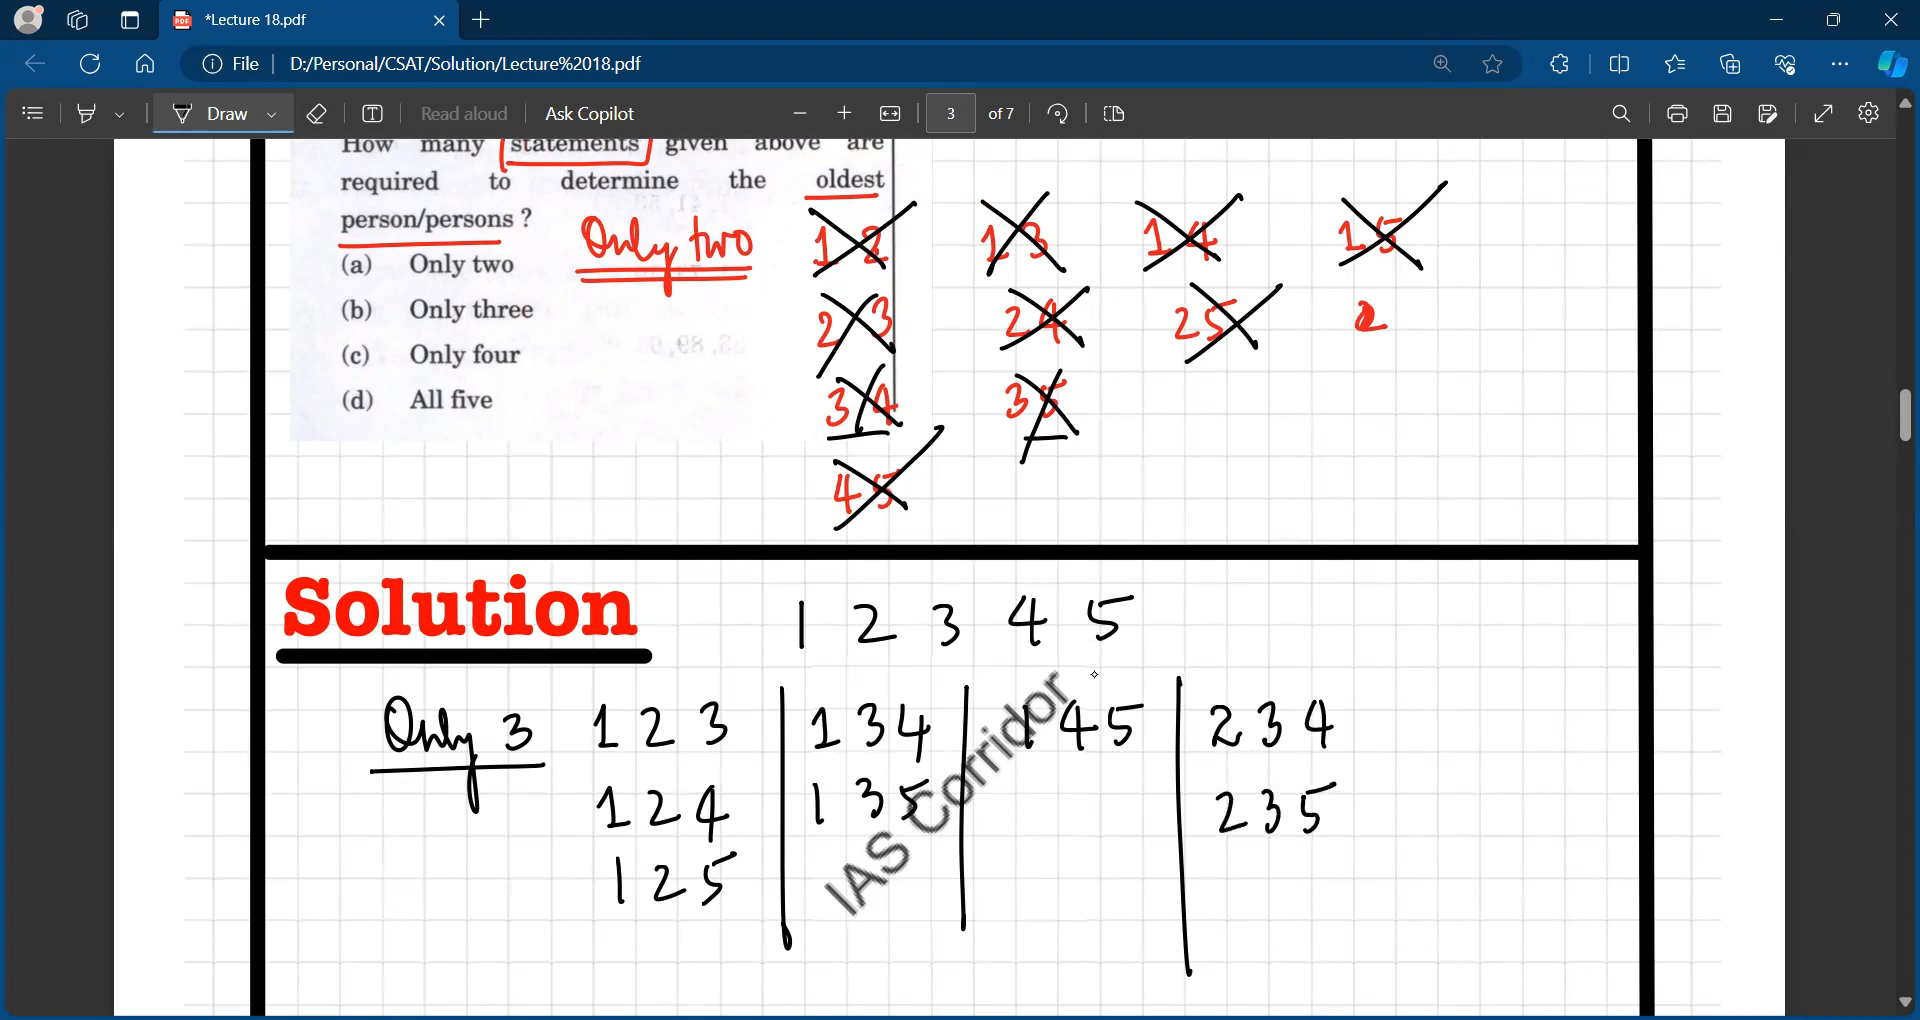 *Lecture 18.pdf
File
D:/Personal/CSAT/Solution/Lecture%2018.pdf
Draw
Read aloud
Ask Copilot
3 of 7
How many statements given above are
required to determine the oldest
person/persons ?
(a) Only two
(b) Only three
(c) Only four
(d) All five
Only two
1 2 1 3 1 4 1 5
2 3 2 4 2 5 2
3 4 3 5
4 5
Solution
1 2 3 4 5
Only 3 1 2 3 1 3 4 1 4 5 2 3 4
1 2 4 1 3 5 2 3 5
1 2 5
IAS Corridor